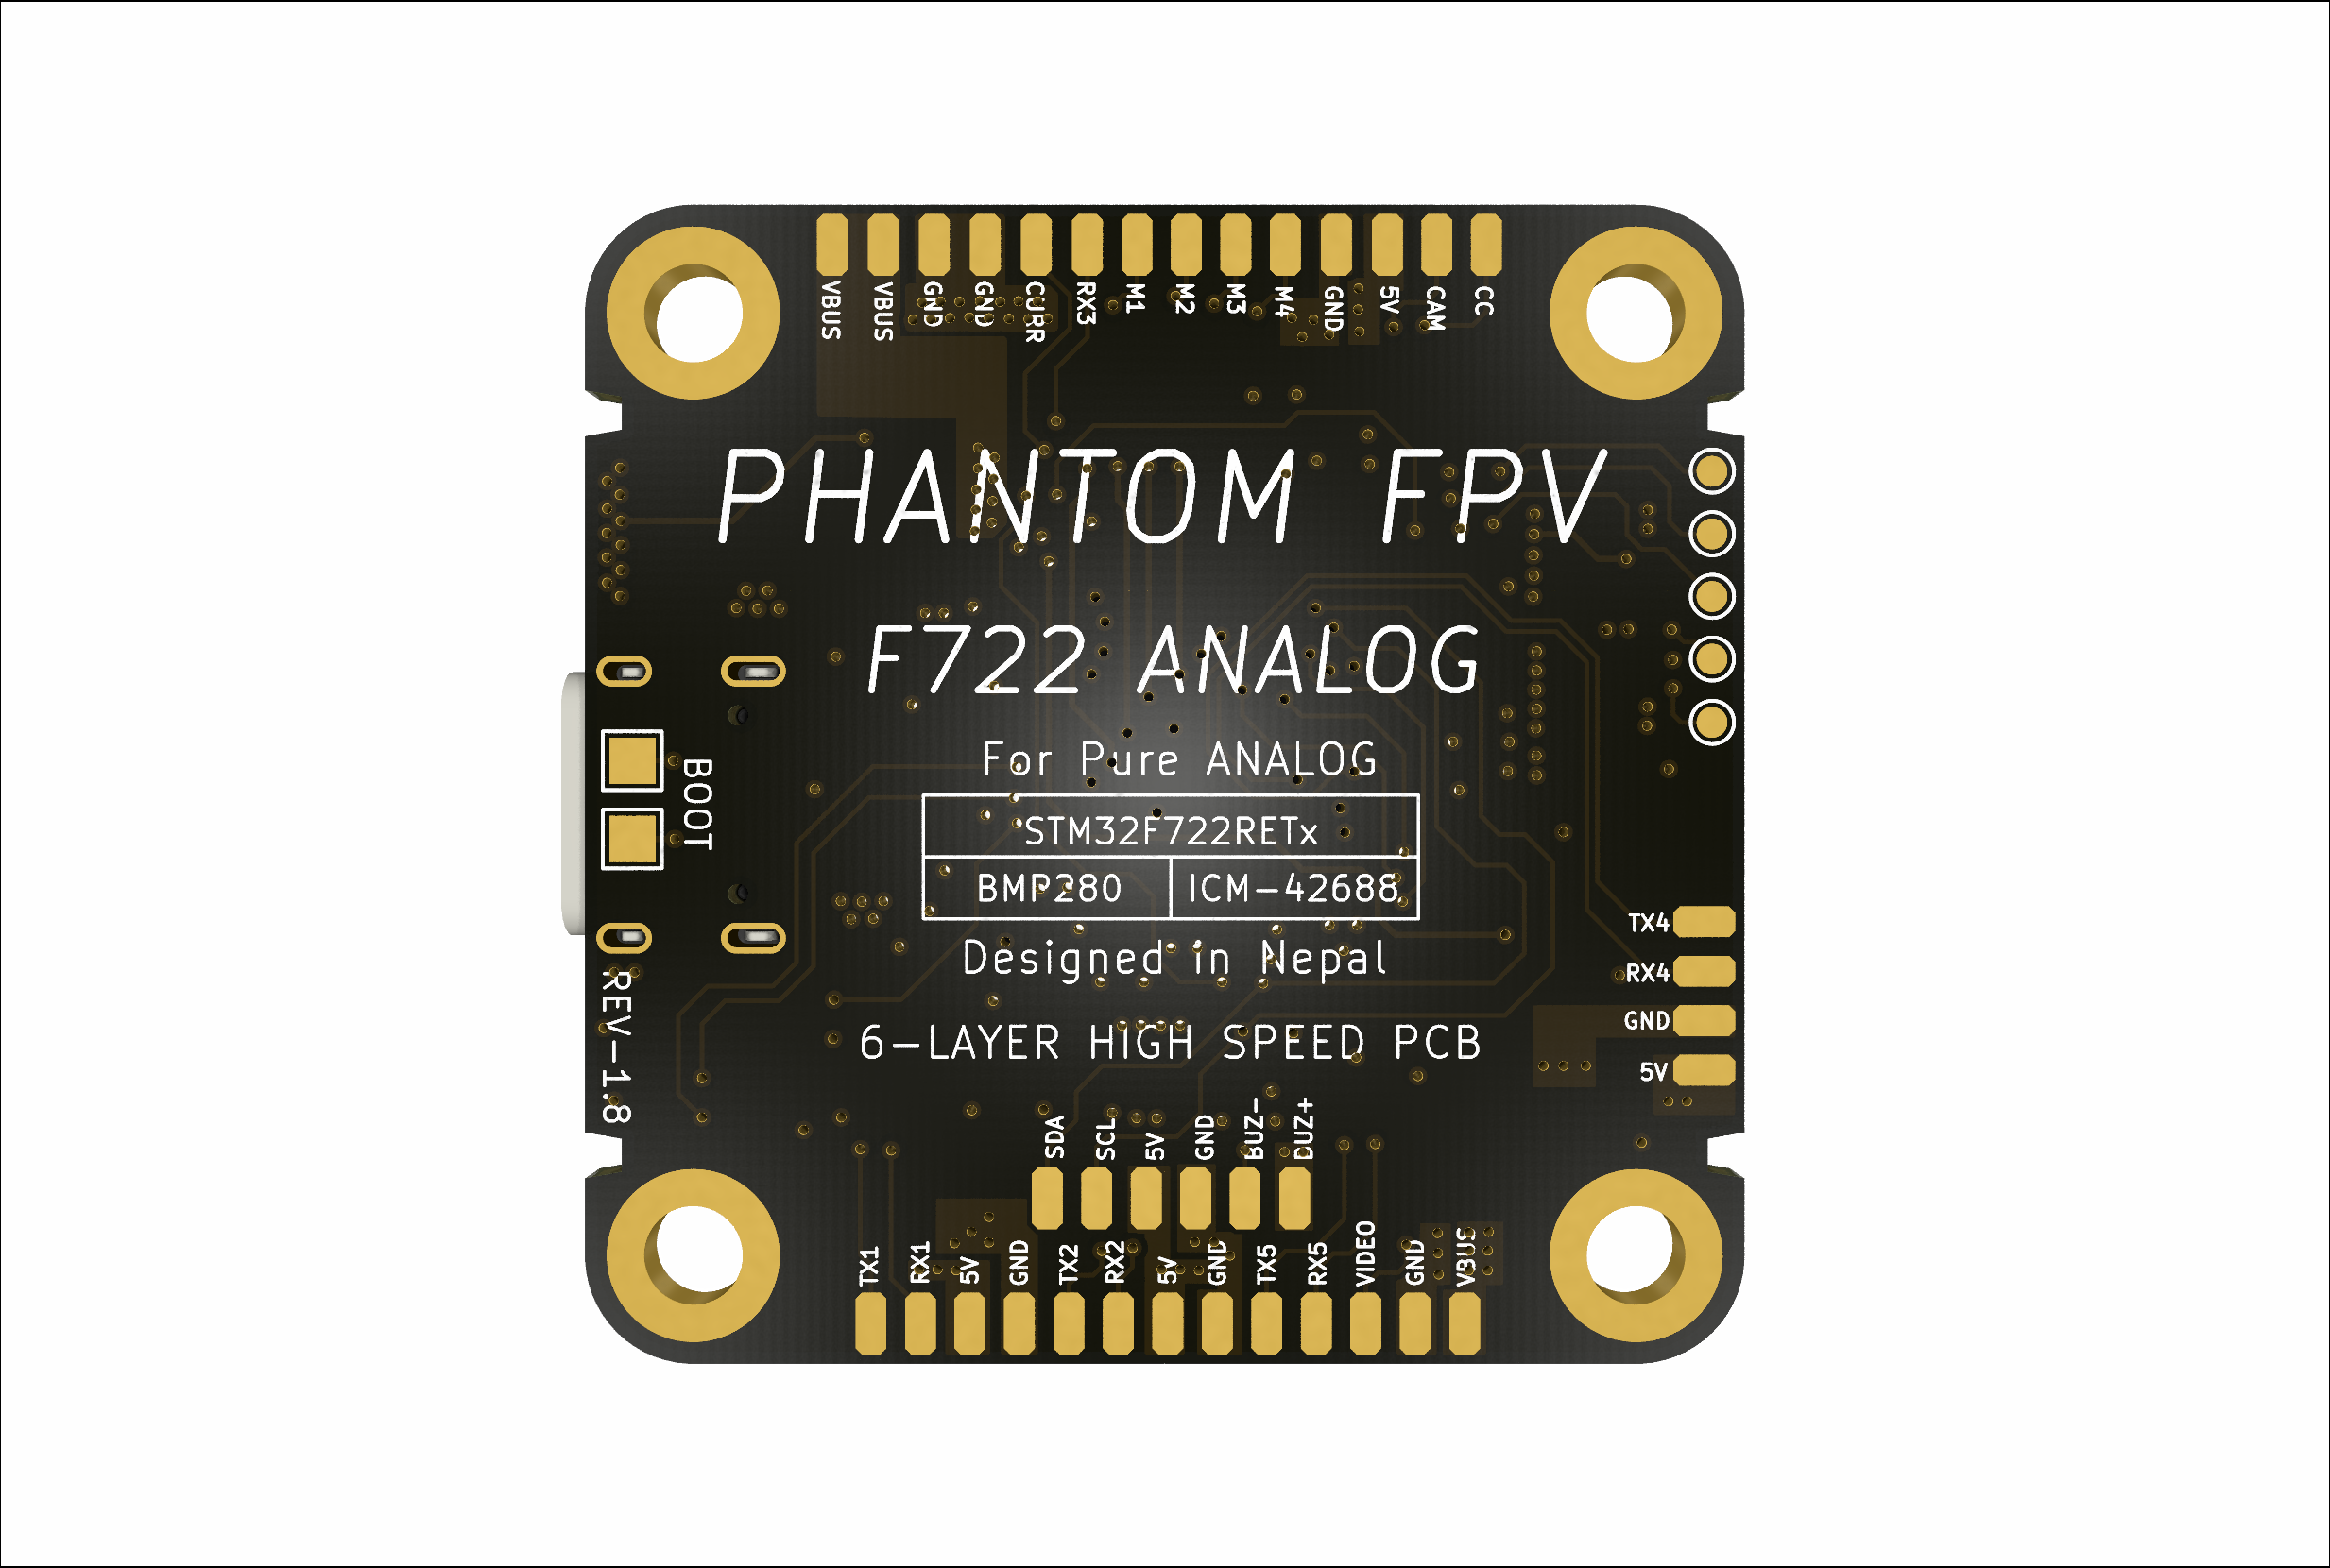 VBUS VBUS GND GND CURR RX3 M1 M2 M3 M4 GND 5V CAM CC
PHANTOM FPV
F722 ANALOG
For Pure ANALOG
BOOT
STM32F722RETx
BMP280 ICM-42688
TX4
Designed in Nepal
RX4
REV-1.8
GND
6-LAYER HIGH SPEED PCB
5V
SDA SCL 5V GND BUZ- BUZ+
TX1 RX1 5V GND TX2 RX2 5V GND TX5 RX5 VIDEO GND VBUS